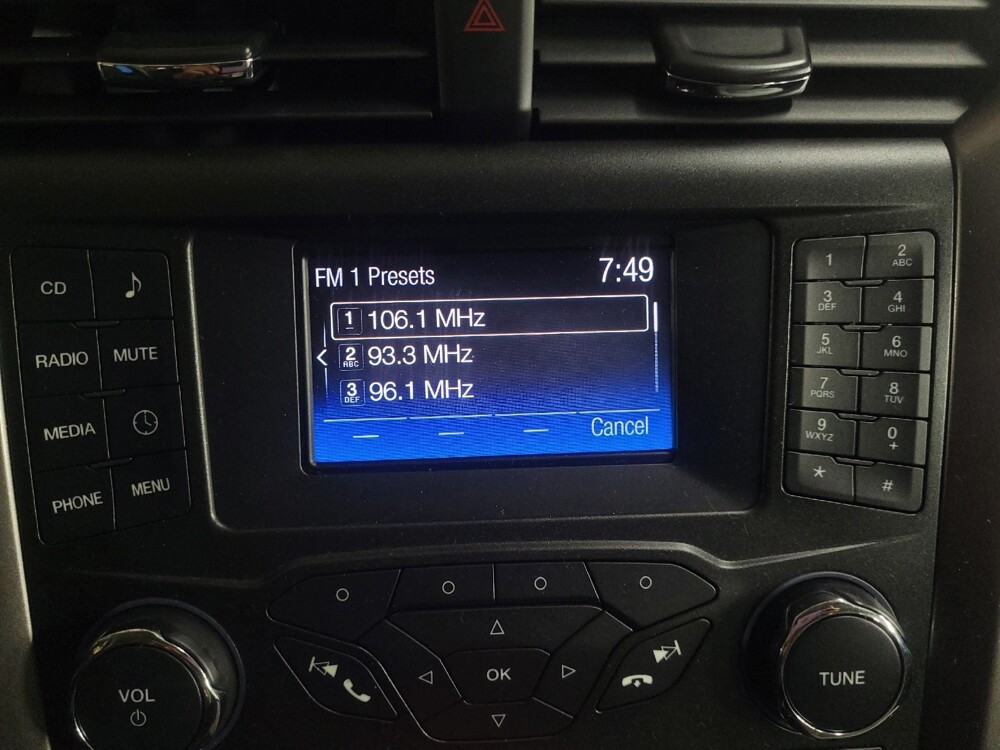 FM 1 Presets 7:49
1 106.1 MHz
2 ABC 93.3 MHz
3 DEF 96.1 MHz
Cancel
CD
RADIO MUTE
MEDIA
PHONE MENU
1 2 ABC
3 DEF 4 GHI
5 JKL 6 MNO
7 PQRS 8 TUV
9 WXYZ 0 +
* #
OK
VOL
TUNE